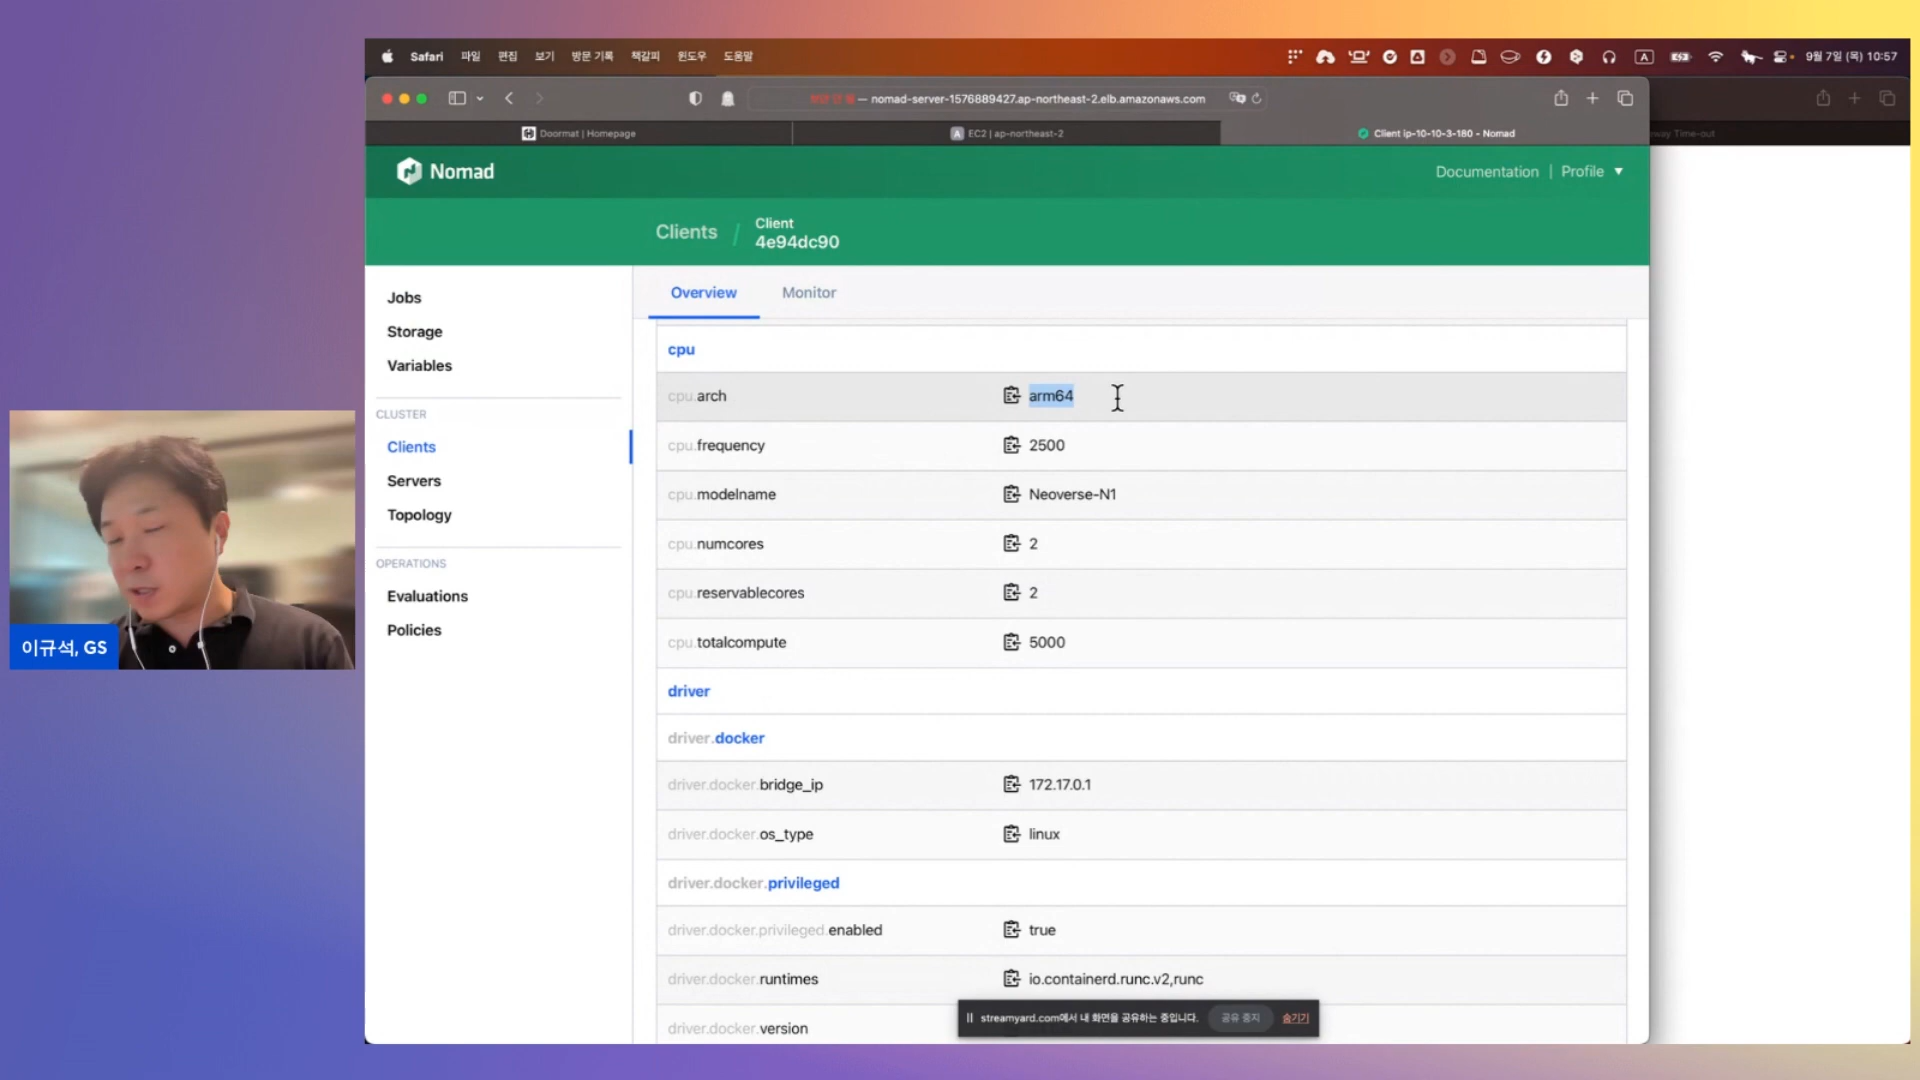 Safari 파일 편집 보기 방문 기록 책갈피 윈도우 도움말
A
9월 7일 (목) 10:57
— nomad-server-1576889427.ap-northeast-2.elb.amazonaws.com
Doormat | Homepage
A EC2 | ap-northeast-2
Client ip-10-10-3-180 - Nomad
way Time-out
Nomad
Documentation | Profile
Clients / Client
4e94dc90
Jobs
Storage
Variables
CLUSTER
Clients
Servers
Topology
OPERATIONS
Evaluations
Policies
Overview Monitor
cpu
cpu.arch arm64
cpu.frequency 2500
cpu.modelname Neoverse-N1
cpu.numcores 2
cpu.reservablecores 2
cpu.totalcompute 5000
driver
driver.docker
driver.docker.bridge_ip 172.17.0.1
driver.docker.os_type linux
driver.docker.privileged
driver.docker.privileged.enabled true
driver.docker.runtimes io.containerd.runc.v2,runc
driver.docker.version
streamyard.com에서 내 화면을 공유하는 중입니다. 공유 중지 숨기기
이규석, GS